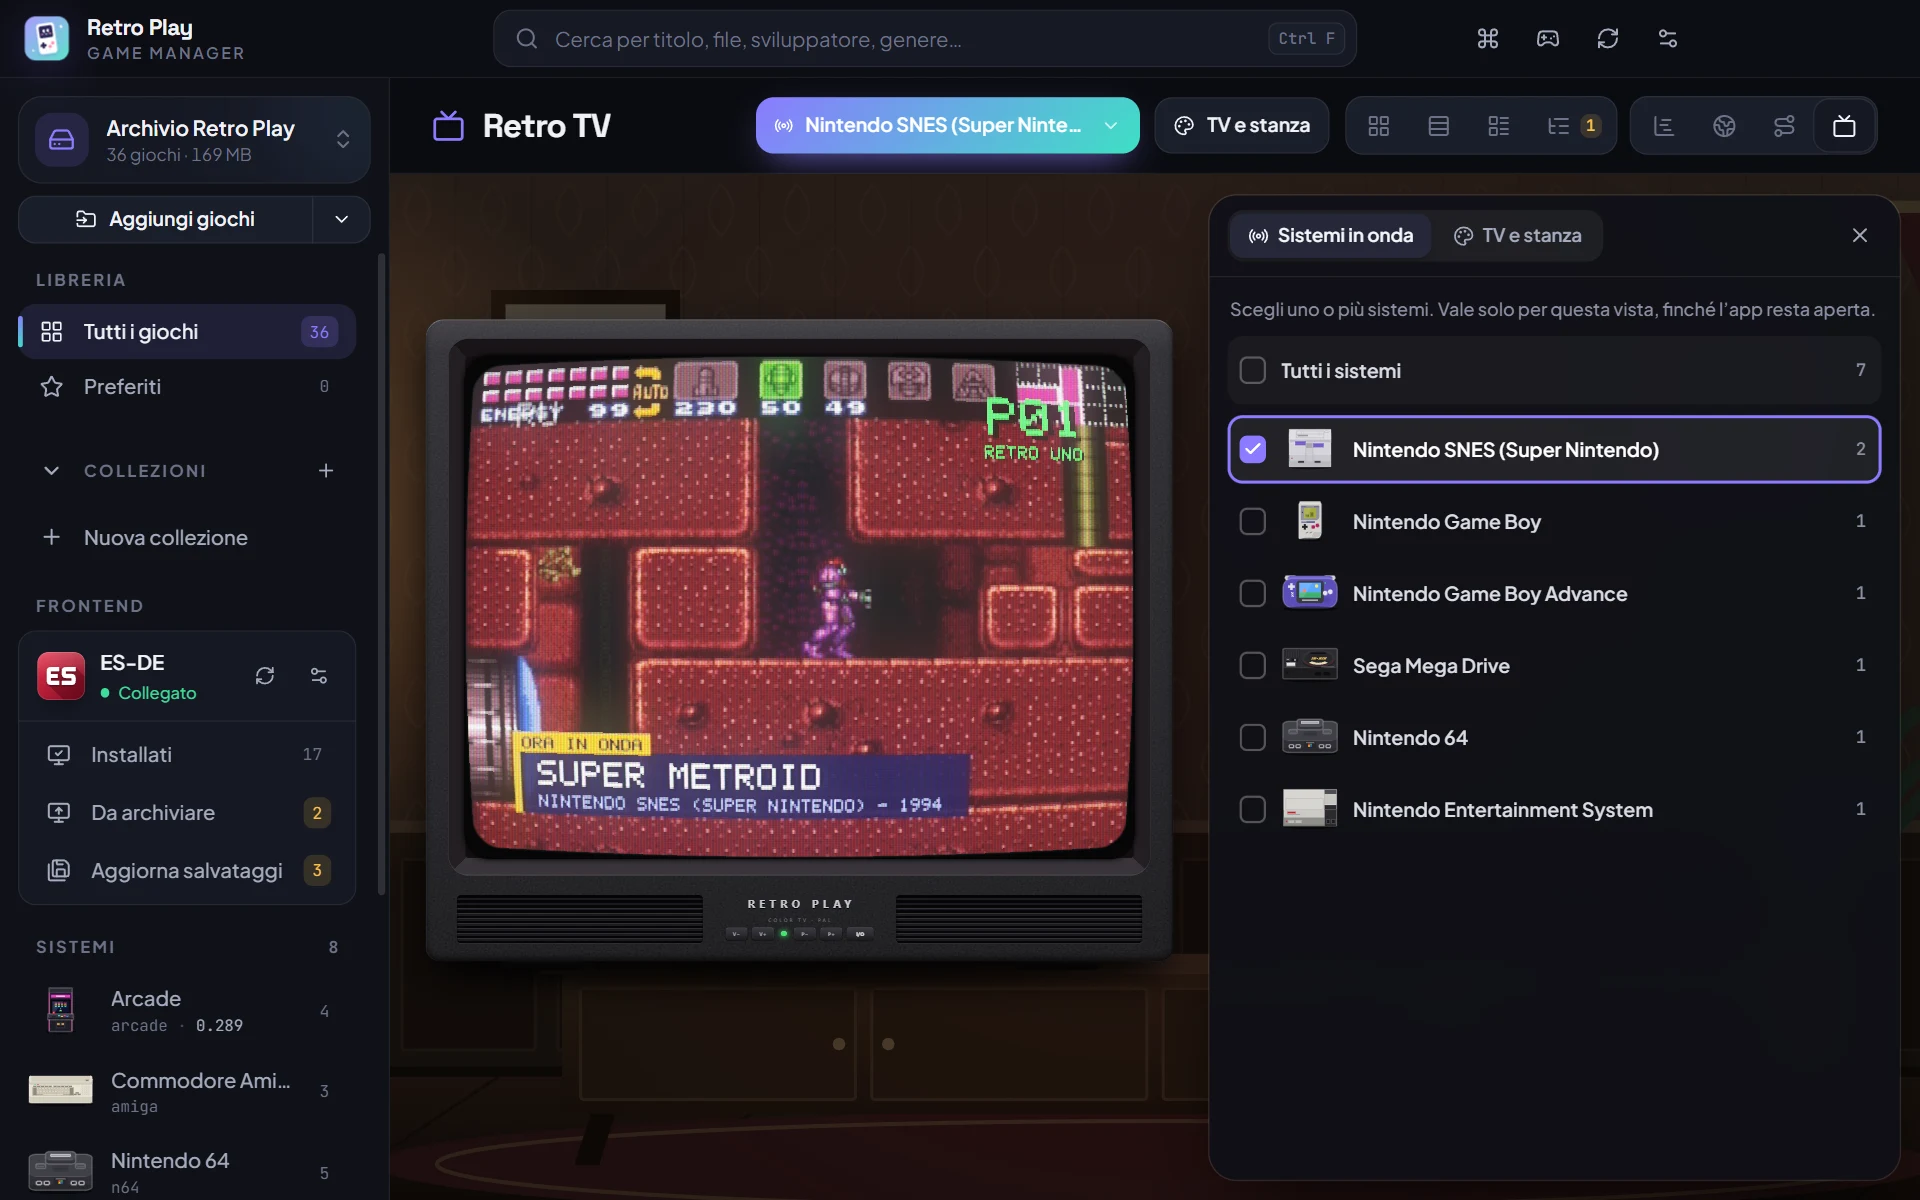 Retro Play
GAME MANAGER
Cerca per titolo, file, sviluppatore, genere…
Ctrl F
Archivio Retro Play
36 giochi · 169 MB
Aggiungi giochi
LIBRERIA
Tutti i giochi
36
Preferiti
0
COLLEZIONI
Nuova collezione
FRONTEND
ES
ES-DE
Collegato
Installati
17
Da archiviare
2
Aggiorna salvataggi
3
SISTEMI
8
Arcade
arcade · 0.289
4
Commodore Ami…
amiga
3
Nintendo 64
n64
5
Retro TV
Nintendo SNES (Super Ninte…
TV e stanza
1
AUTO
ENERGY 99
230
50
49
P01
RETRO UNO
ORA IN ONDA
SUPER METROID
NINTENDO SNES (SUPER NINTENDO) - 1994
RETRO PLAY
COLOR TV · PAL
V-
V+
P-
P+
I/O
Sistemi in onda
TV e stanza
Scegli uno o più sistemi. Vale solo per questa vista, finché l'app resta aperta.
Tutti i sistemi
7
Nintendo SNES (Super Nintendo)
2
Nintendo Game Boy
1
Nintendo Game Boy Advance
1
Sega Mega Drive
1
Nintendo 64
1
Nintendo Entertainment System
1